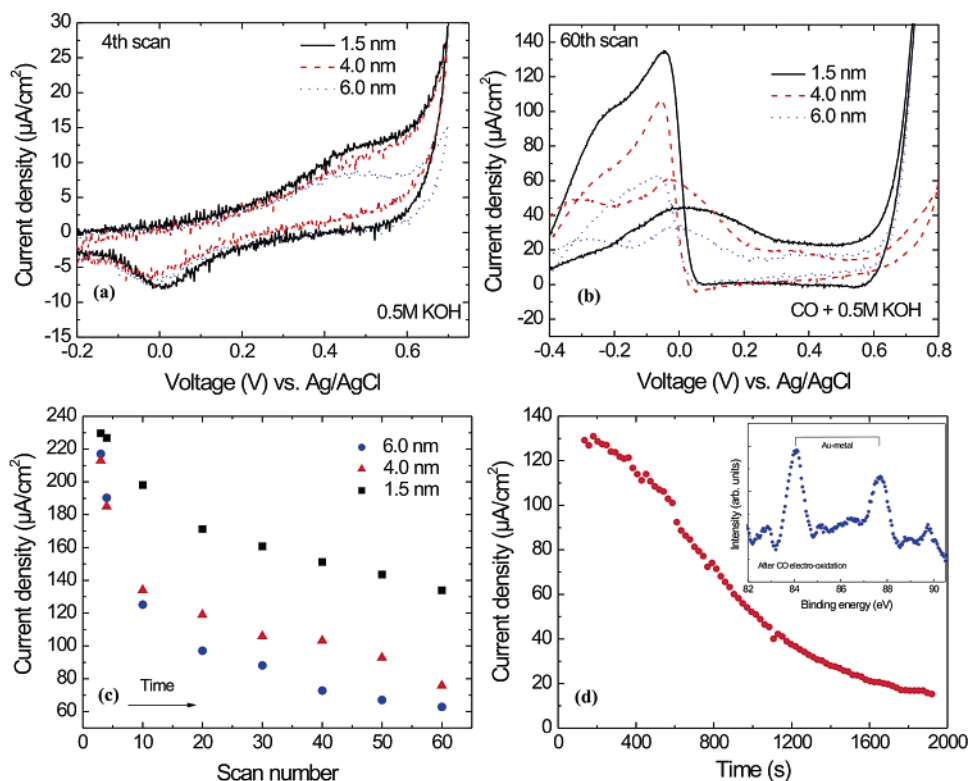 4th scan
1.5 nm
4.0 nm
6.0 nm
30
25
20
15
10
5
0
-5
-10
-15
-0.2
0.0
0.2
0.4
0.6
(a)
0.5M KOH
Current density (µA/cm²)
Voltage (V) vs. Ag/AgCl
60th scan
1.5 nm
4.0 nm
6.0 nm
140
120
100
80
60
40
20
0
-20
-0.4
-0.2
0.0
0.2
0.4
0.6
0.8
(b)
CO + 0.5M KOH
Current density (µA/cm²)
Voltage (V) vs. Ag/AgCl
6.0 nm
4.0 nm
1.5 nm
240
220
200
180
160
140
120
100
80
60
0
10
20
30
40
50
60
(c)
Time
Current density (µA/cm²)
Scan number
140
120
100
80
60
40
20
0
0
400
800
1200
1600
2000
(d)
Current density (µA/cm²)
Time (s)
Au-metal
After CO electro-oxidation
Intensity (arb. units)
82
84
86
88
90
Binding energy (eV)